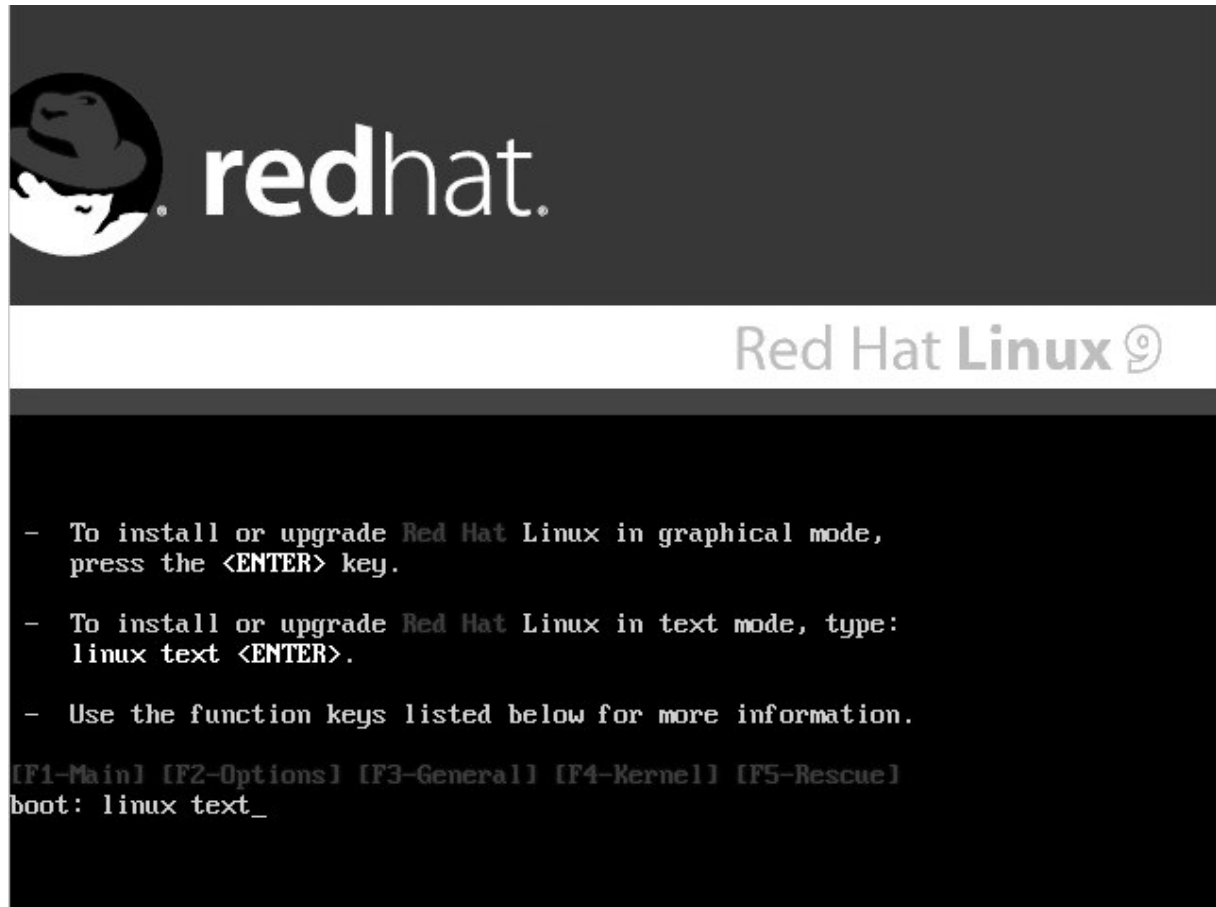 redhat.
Red Hat Linux 9
- To install or upgrade Red Hat Linux in graphical mode,
press the <ENTER> key.
- To install or upgrade Red Hat Linux in text mode, type:
linux text <ENTER>.
- Use the function keys listed below for more information.
[F1-Main] [F2-Options] [F3-General] [F4-Kernel] [F5-Rescue]
boot: linux text_